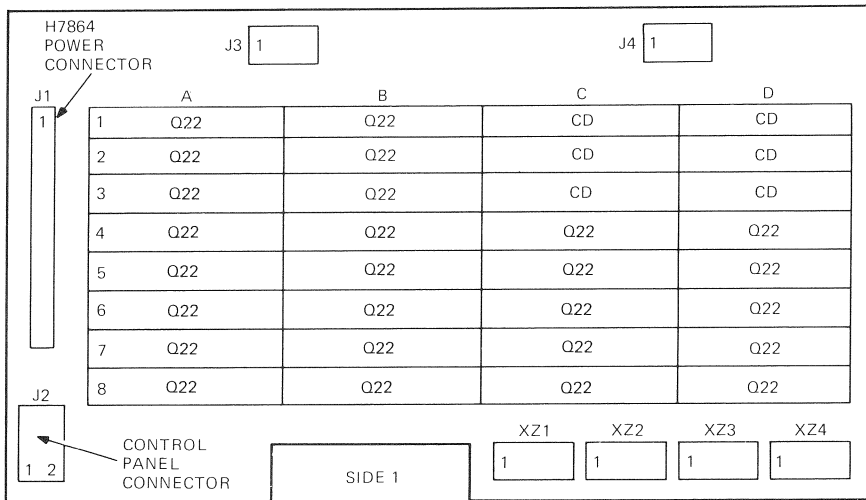 H7864
POWER
CONNECTOR
J3 1
J4 1
J1
1
A B C D
1 Q22 Q22 CD CD
2 Q22 Q22 CD CD
3 Q22 Q22 CD CD
4 Q22 Q22 Q22 Q22
5 Q22 Q22 Q22 Q22
6 Q22 Q22 Q22 Q22
7 Q22 Q22 Q22 Q22
8 Q22 Q22 Q22 Q22
J2
1 2
CONTROL
PANEL
CONNECTOR
SIDE 1
XZ1 XZ2 XZ3 XZ4
1 1 1 1